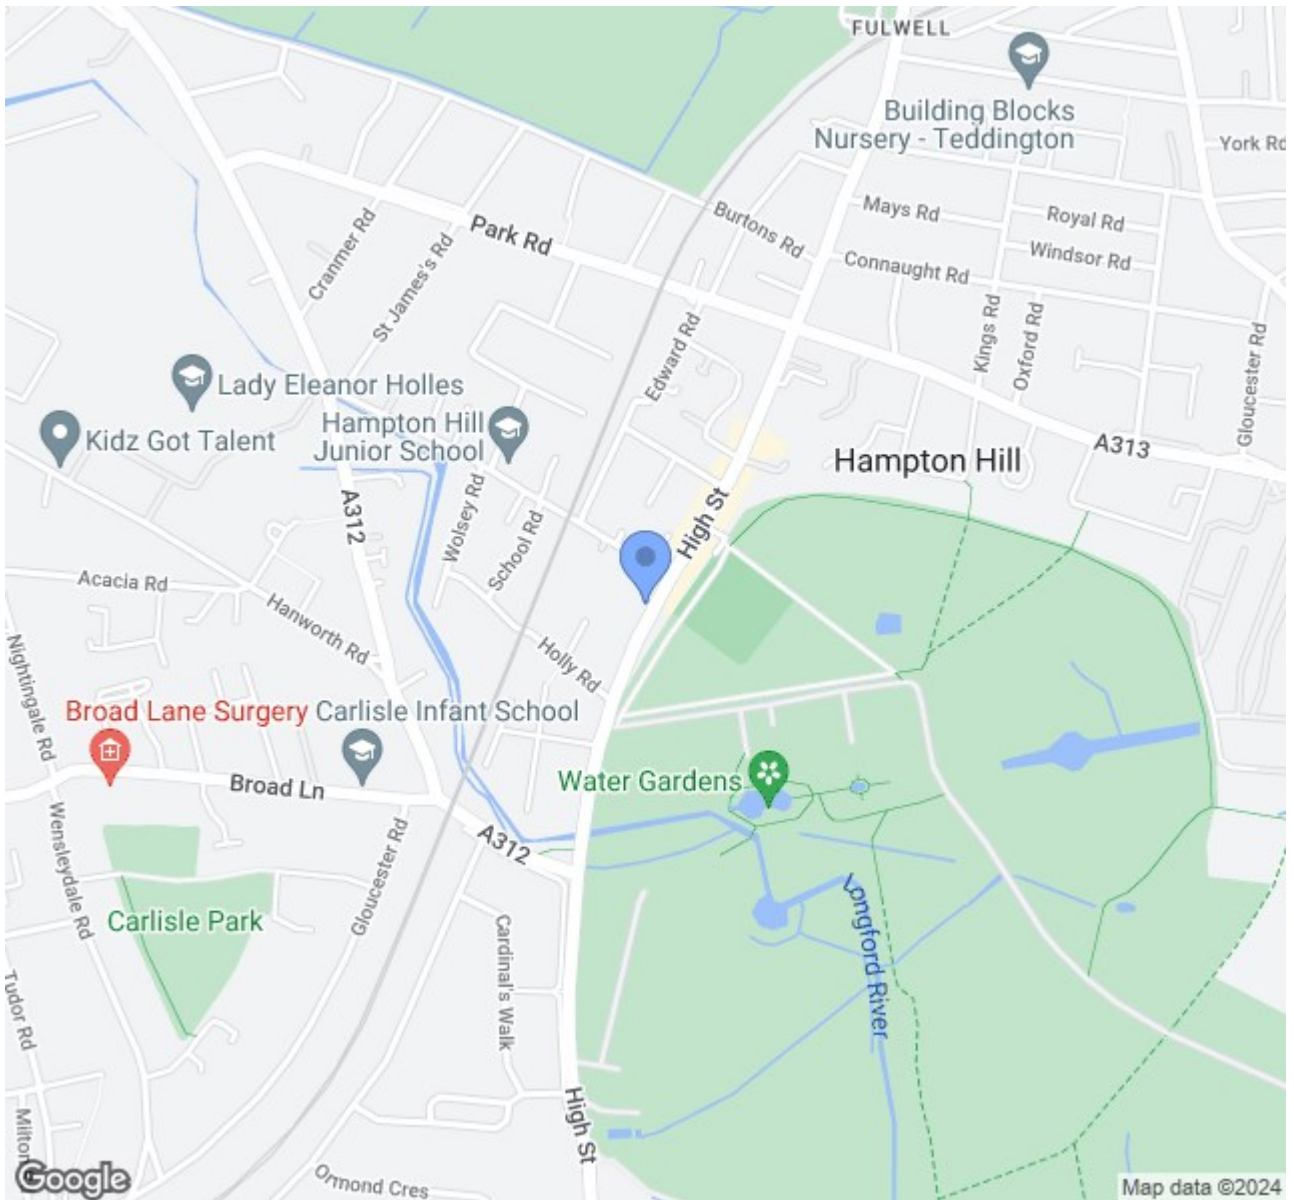 FULWELL
Building Blocks
Nursery - Teddington
York Rd
Mays Rd
Royal Rd
Burtons Rd
Windsor Rd
Park Rd
Connaught Rd
Cranmer Rd
St James's Rd
Kings Rd
Oxford Rd
Edward Rd
Gloucester Rd
Lady Eleanor Holles
Hampton Hill
Junior School
Kidz Got Talent
A313
Hampton Hill
A312
Wolsey Rd
School Rd
High St
Acacia Rd
Hanworth Rd
Holly Rd
Nightingale Rd
Broad Lane Surgery
Carlisle Infant School
Water Gardens
Broad Ln
Wensleydale Rd
A312
Gloucester Rd
Carlisle Park
Cardinal's Walk
Longford River
Tudor Rd
High St
Milton
Google
Ormond Cres
Map data ©2024